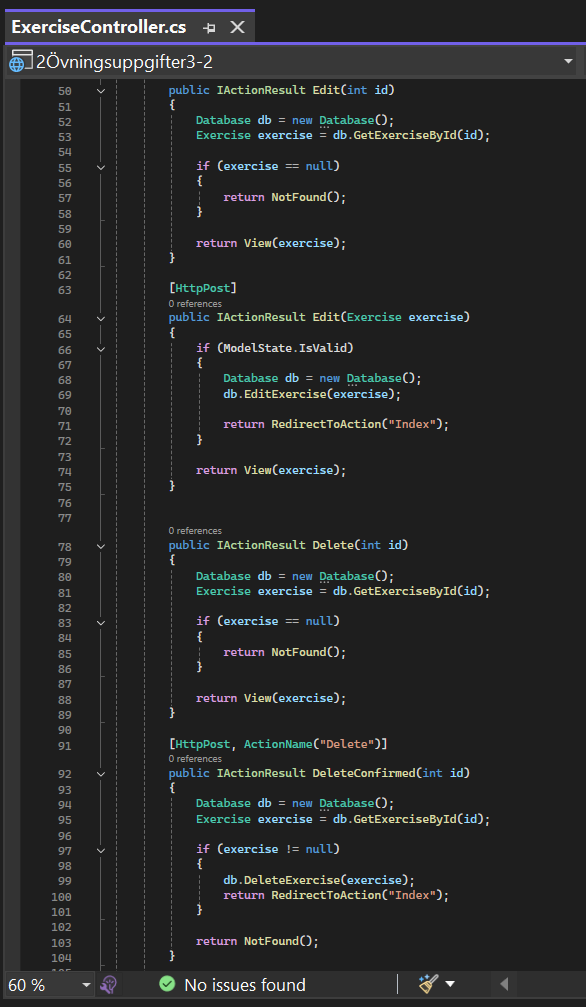 ExerciseController.cs
2Övningsuppgifter3-2
50 public IActionResult Edit(int id)
51 {
52 Database db = new Database();
53 Exercise exercise = db.GetExerciseById(id);
54
55 if (exercise == null)
56 {
57 return NotFound();
58 }
59
60 return View(exercise);
61 }
62
63 [HttpPost]
0 references
64 public IActionResult Edit(Exercise exercise)
65 {
66 if (ModelState.IsValid)
67 {
68 Database db = new Database();
69 db.EditExercise(exercise);
70
71 return RedirectToAction("Index");
72 }
73
74 return View(exercise);
75 }
76
77
0 references
78 public IActionResult Delete(int id)
79 {
80 Database db = new Database();
81 Exercise exercise = db.GetExerciseById(id);
82
83 if (exercise == null)
84 {
85 return NotFound();
86 }
87
88 return View(exercise);
89 }
90
91 [HttpPost, ActionName("Delete")]
0 references
92 public IActionResult DeleteConfirmed(int id)
93 {
94 Database db = new Database();
95 Exercise exercise = db.GetExerciseById(id);
96
97 if (exercise != null)
98 {
99 db.DeleteExercise(exercise);
100 return RedirectToAction("Index");
101 }
102
103 return NotFound();
104 }
60 % No issues found